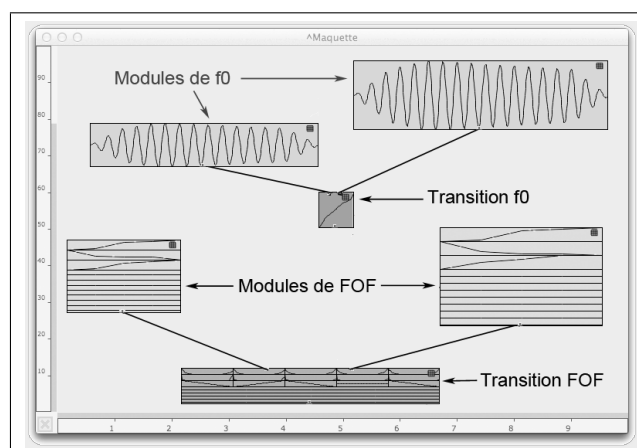 ^Maquette
Modules de f0
Transition f0
Modules de FOF
Transition FOF
90
80
70
60
50
40
30
20
10
1 2 3 4 5 6 7 8 9